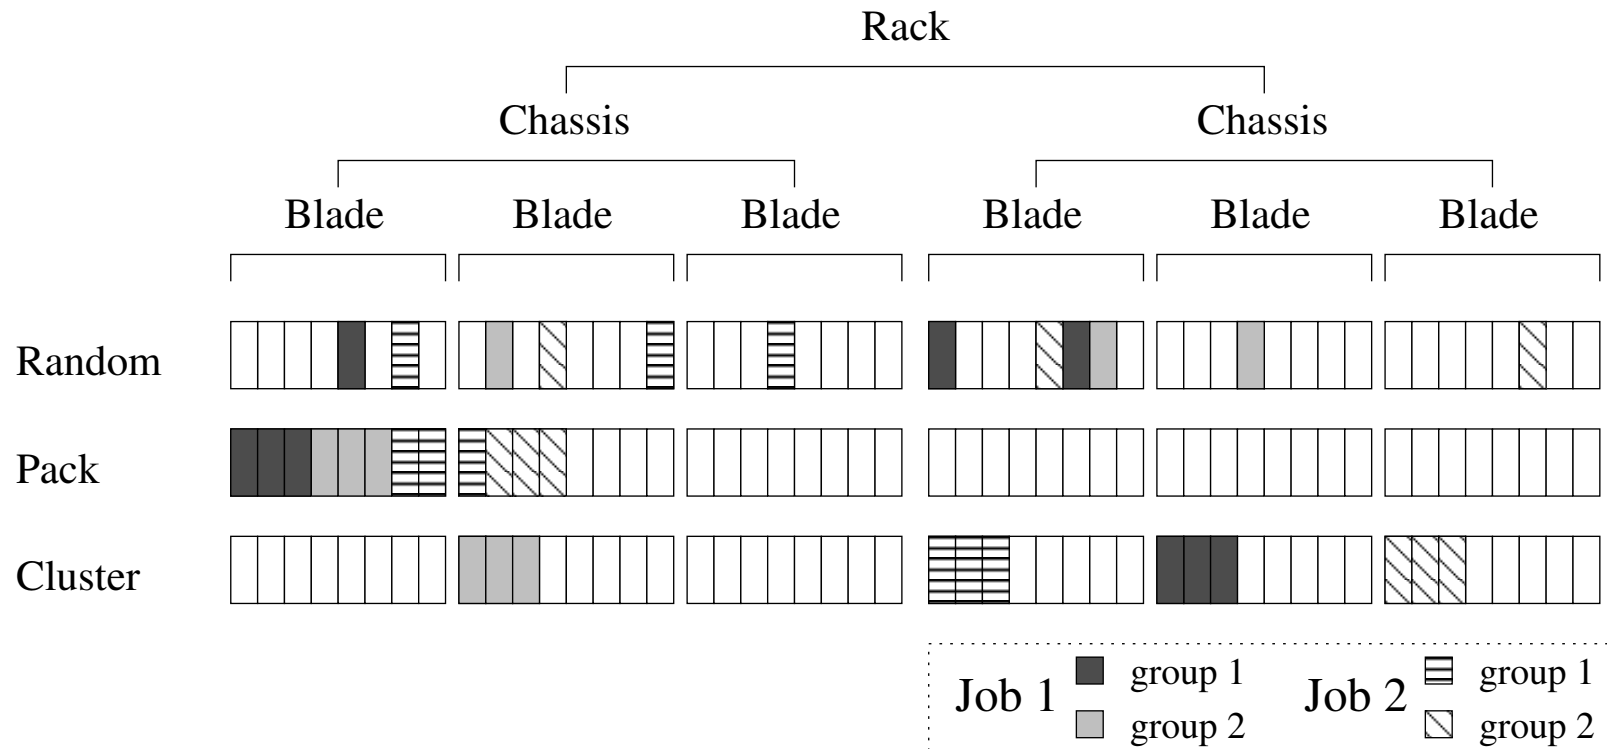 Rack
Chassis Chassis
Blade Blade Blade Blade Blade Blade
Random
Pack
Cluster
Job 1 group 1 Job 2 group 1
group 2 group 2